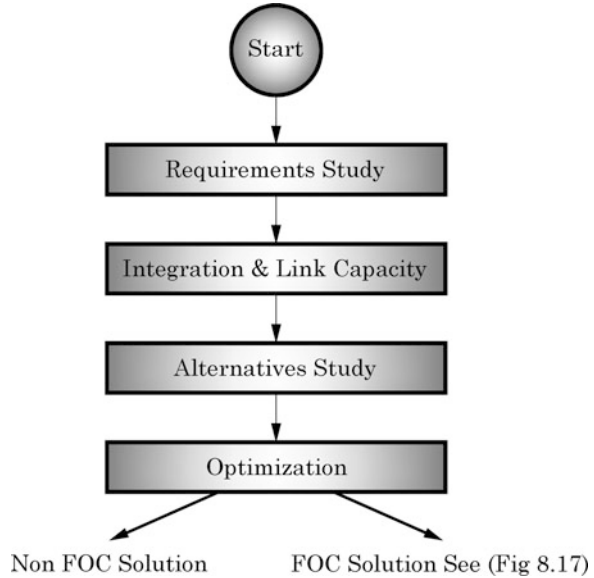 Start
Requirements Study
Integration & Link Capacity
Alternatives Study
Optimization
Non FOC Solution
FOC Solution See (Fig 8.17)